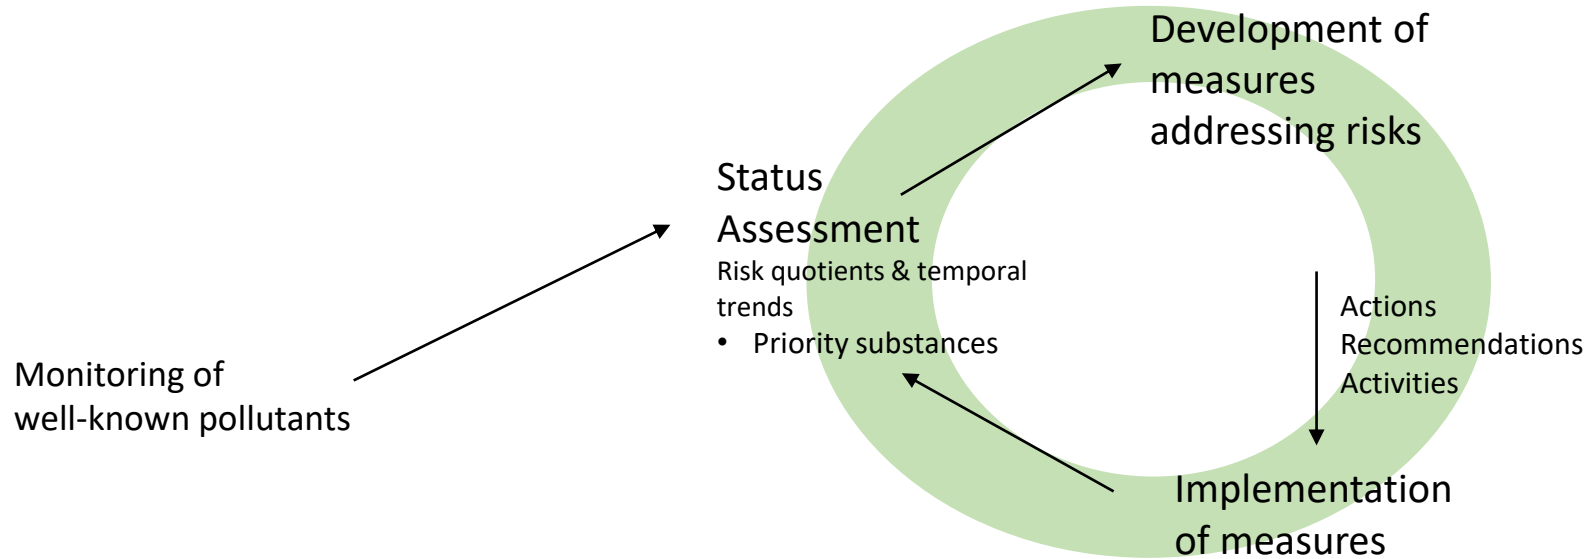 Development of
measures
addressing risks
Status
Assessment
Risk quotients & temporal
trends
• Priority substances
Actions
Recommendations
Activities
Monitoring of
well-known pollutants
Implementation
of measures